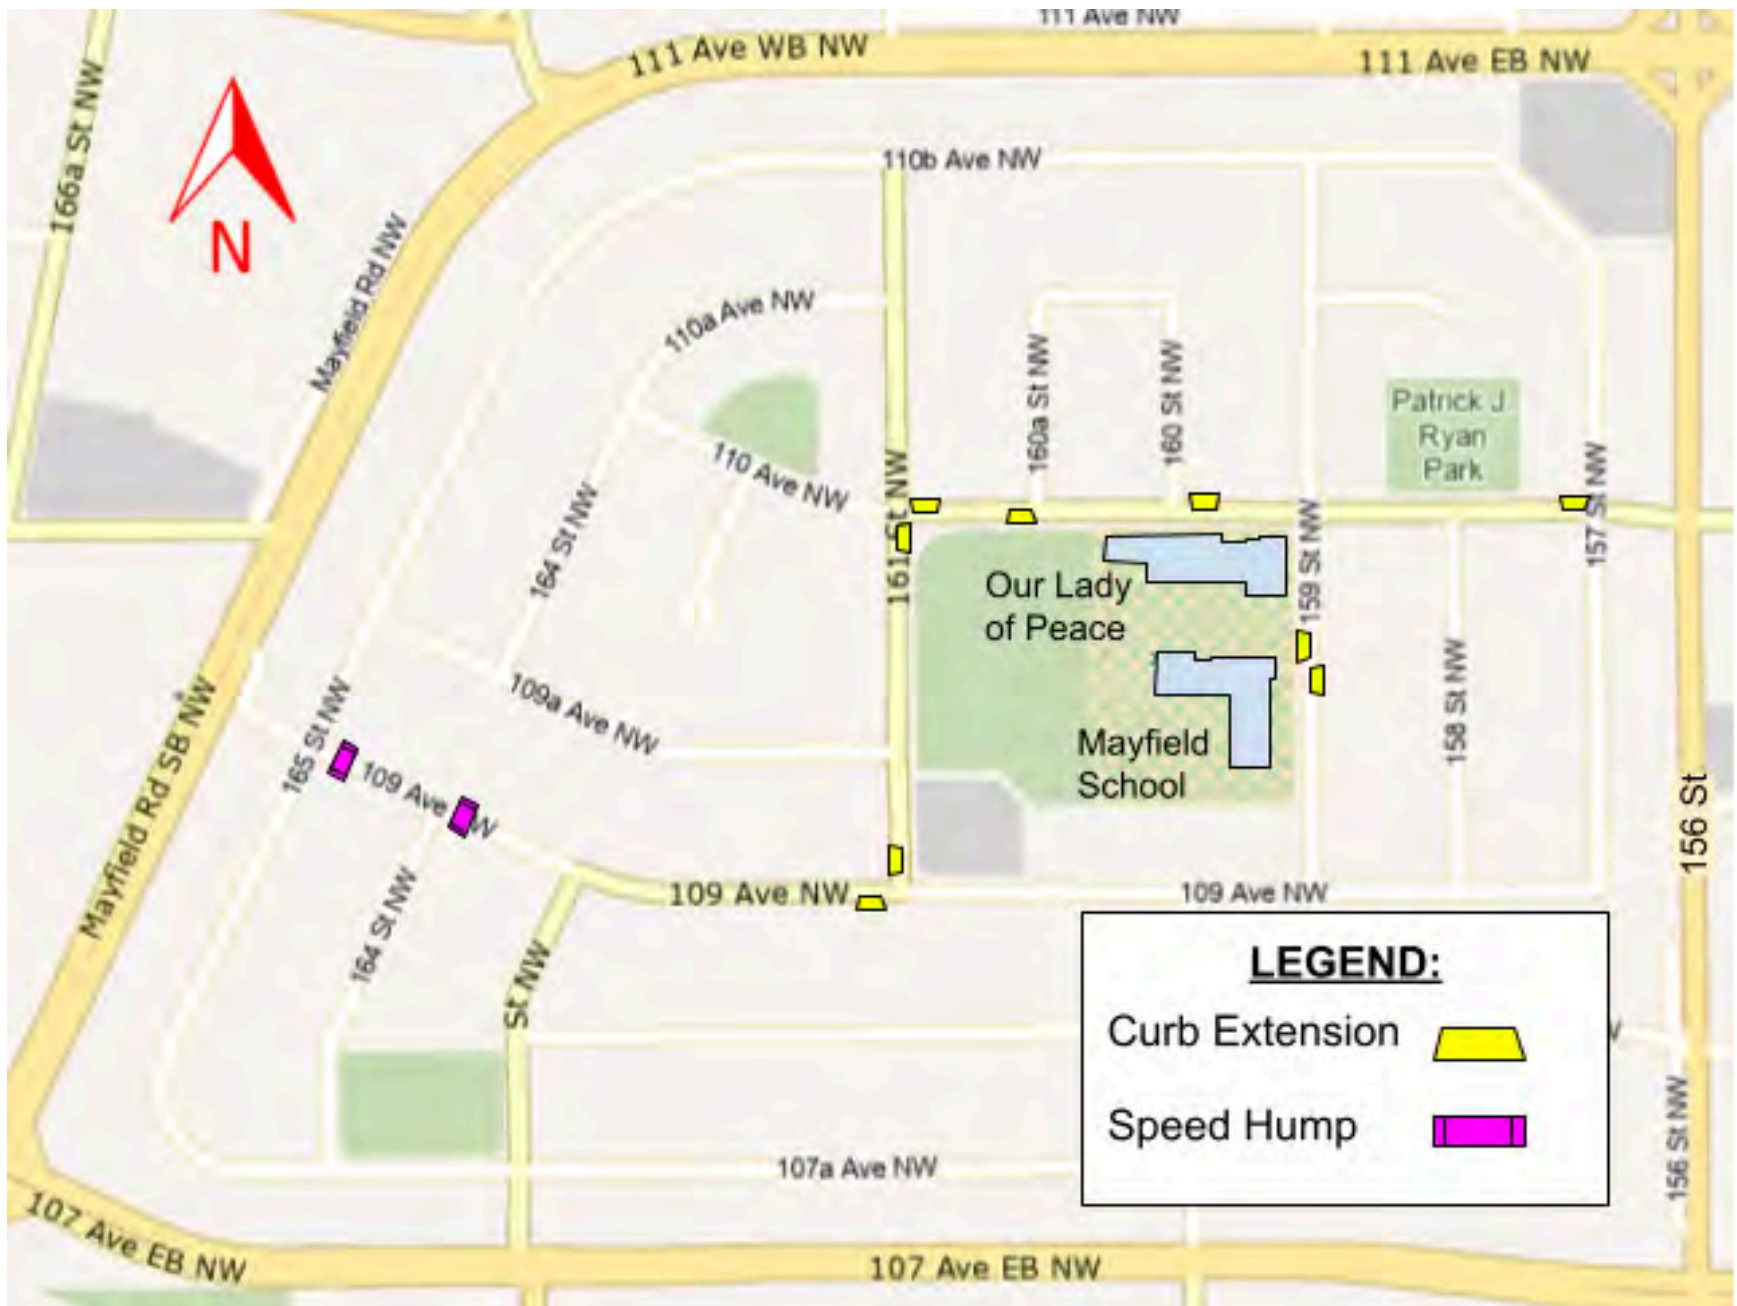 111 Ave NW
111 Ave WB NW
111 Ave EB NW
166a St NW
110b Ave NW
N
Mayfield Rd NW
110a Ave NW
160a St NW
160 St NW
Patrick J
Ryan
Park
110 Ave NW
161 St NW
157 St NW
164 St NW
159 St NW
Our Lady
of Peace
109a Ave NW
158 St NW
165 St NW
Mayfield Rd SB NW
Mayfield
School
109 Ave NW
156 St
164 St NW
109 Ave NW
109 Ave NW
St NW
LEGEND:
Curb Extension
Speed Hump
156 St NW
107a Ave NW
107 Ave EB NW
107 Ave EB NW